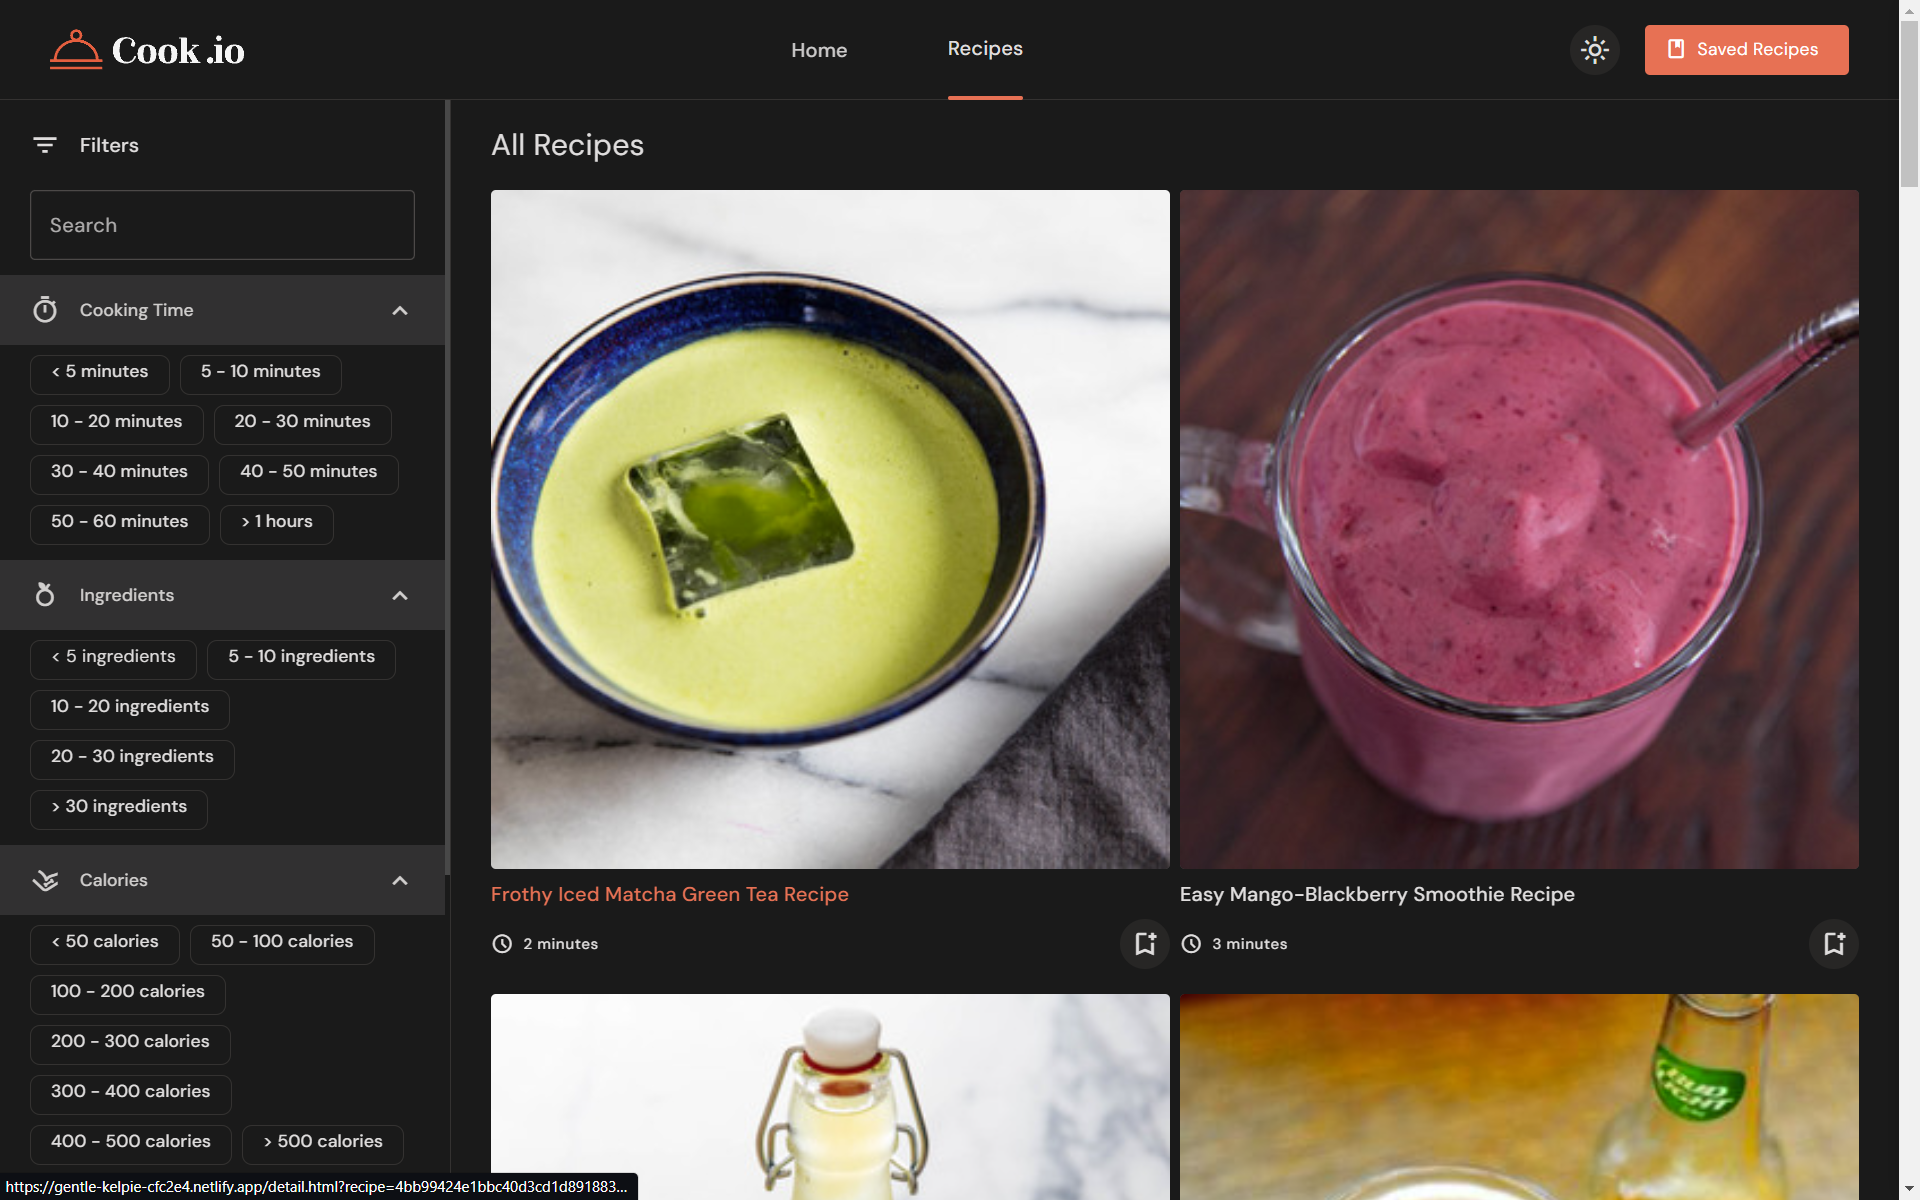 Cook.io
Home
Recipes
Saved Recipes
Filters
Search
Cooking Time
< 5 minutes
5 - 10 minutes
10 - 20 minutes
20 - 30 minutes
30 - 40 minutes
40 - 50 minutes
50 - 60 minutes
> 1 hours
Ingredients
< 5 ingredients
5 - 10 ingredients
10 - 20 ingredients
20 - 30 ingredients
> 30 ingredients
Calories
< 50 calories
50 - 100 calories
100 - 200 calories
200 - 300 calories
300 - 400 calories
400 - 500 calories
> 500 calories
All Recipes
Frothy Iced Matcha Green Tea Recipe
2 minutes
Easy Mango-Blackberry Smoothie Recipe
3 minutes
BUD
LIGHT
https://gentle-kelpie-cfc2e4.netlify.app/detail.html?recipe=4bb99424e1bbc40d3cd1d891883...